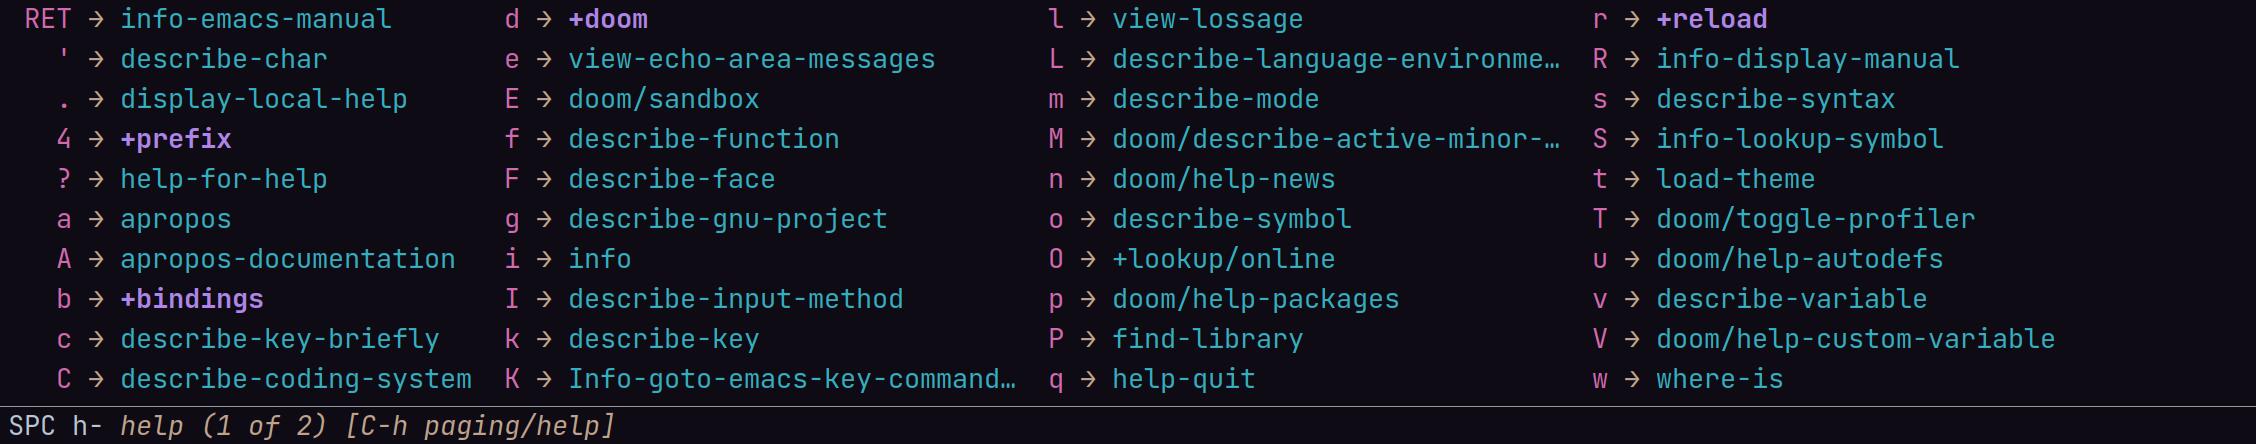 RET → info-emacs-manual d → +doom l → view-lossage r → +reload
' → describe-char e → view-echo-area-messages L → describe-language-environme… R → info-display-manual
. → display-local-help E → doom/sandbox m → describe-mode s → describe-syntax
4 → +prefix f → describe-function M → doom/describe-active-minor-… S → info-lookup-symbol
? → help-for-help F → describe-face n → doom/help-news t → load-theme
a → apropos g → describe-gnu-project o → describe-symbol T → doom/toggle-profiler
A → apropos-documentation i → info O → +lookup/online u → doom/help-autodefs
b → +bindings I → describe-input-method p → doom/help-packages v → describe-variable
c → describe-key-briefly k → describe-key P → find-library V → doom/help-custom-variable
C → describe-coding-system K → Info-goto-emacs-key-command… q → help-quit w → where-is
SPC h- help (1 of 2) [C-h paging/help]